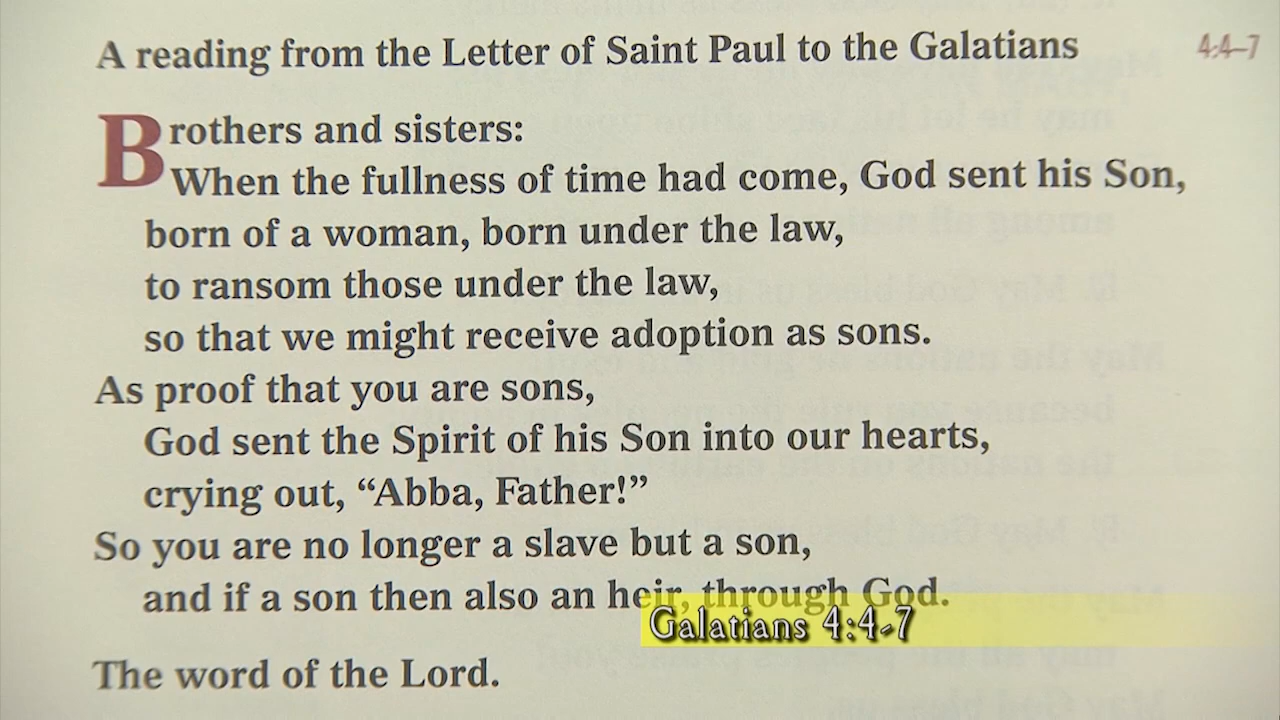 A reading from the Letter of Saint Paul to the Galatians 4:4–7
Brothers and sisters:
When the fullness of time had come, God sent his Son,
born of a woman, born under the law,
to ransom those under the law,
so that we might receive adoption as sons.
As proof that you are sons,
God sent the Spirit of his Son into our hearts,
crying out, “Abba, Father!”
So you are no longer a slave but a son,
and if a son then also an heir, through God.
Galatians 4:4-7
The word of the Lord.